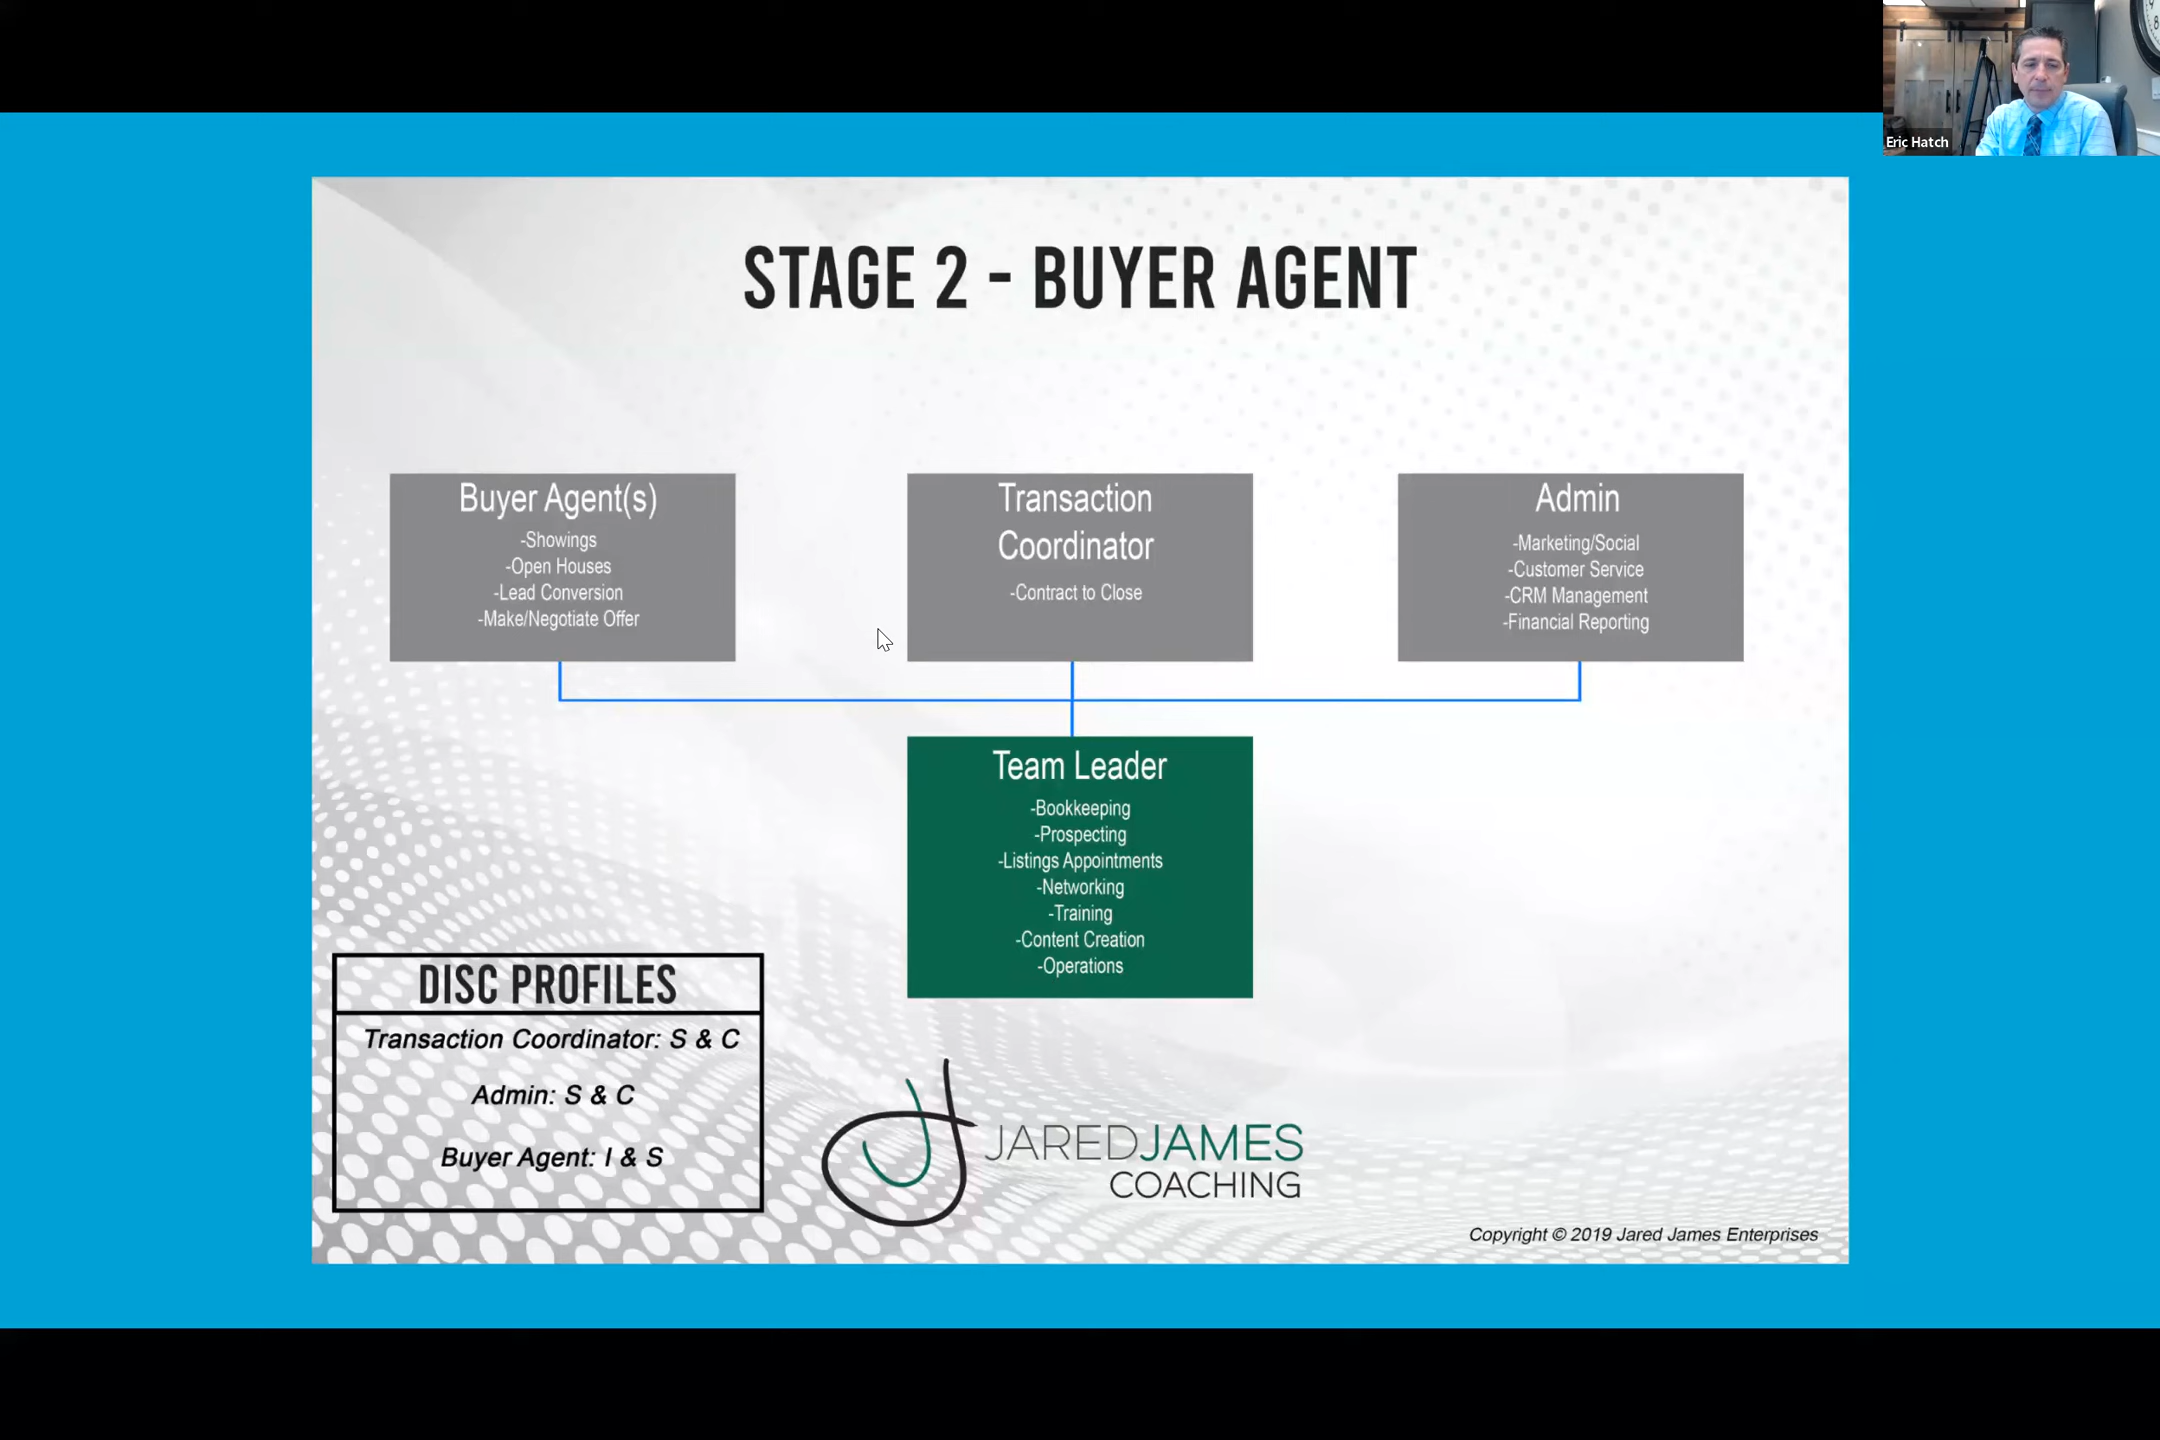 Eric Hatch
STAGE 2 - BUYER AGENT
Buyer Agent(s)
-Showings
-Open Houses
-Lead Conversion
-Make/Negotiate Offer
Transaction
Coordinator
-Contract to Close
Admin
-Marketing/Social
-Customer Service
-CRM Management
-Financial Reporting
Team Leader
-Bookkeeping
-Prospecting
-Listings Appointments
-Networking
-Training
-Content Creation
-Operations
DISC PROFILES
Transaction Coordinator: S & C
Admin: S & C
Buyer Agent: I & S
JAREDJAMES
COACHING
Copyright © 2019 Jared James Enterprises